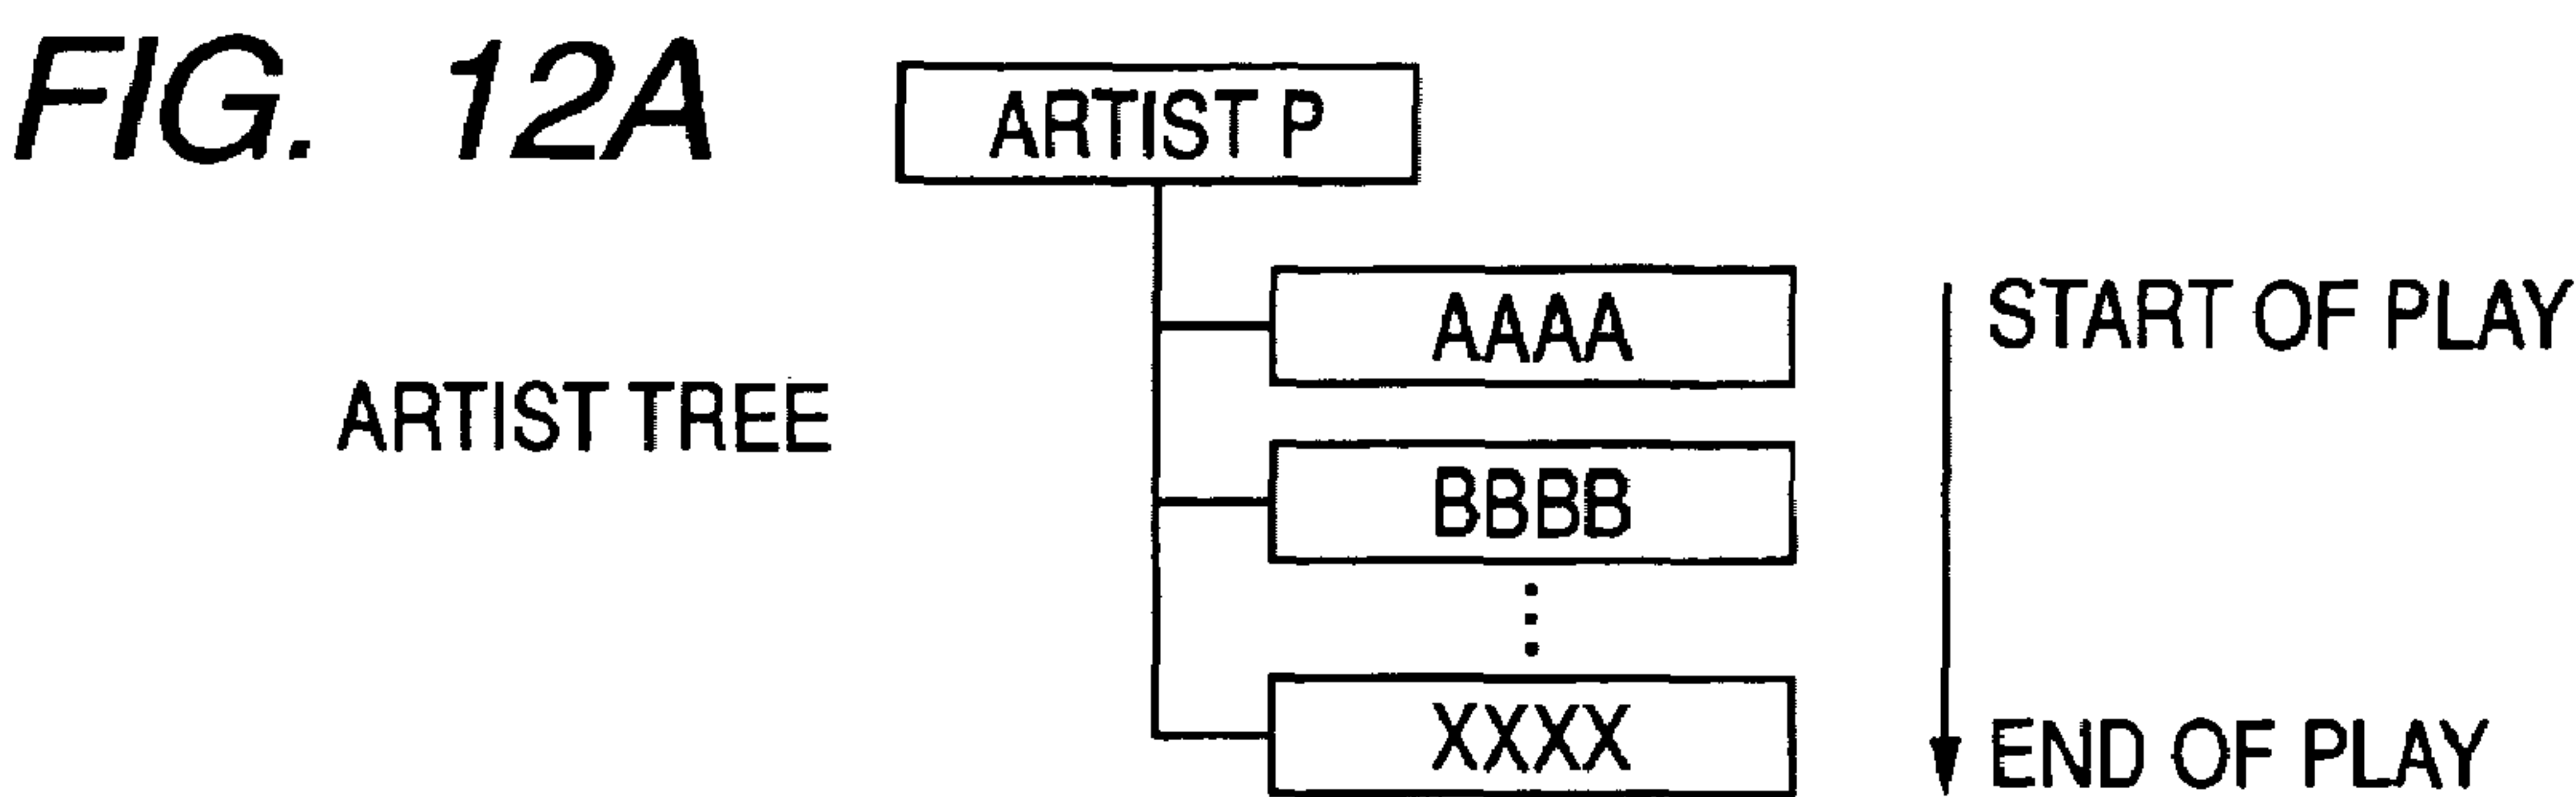 FIG. 12A
ARTIST P
AAAA
START OF PLAY
ARTIST TREE
BBBB
XXXX
END OF PLAY